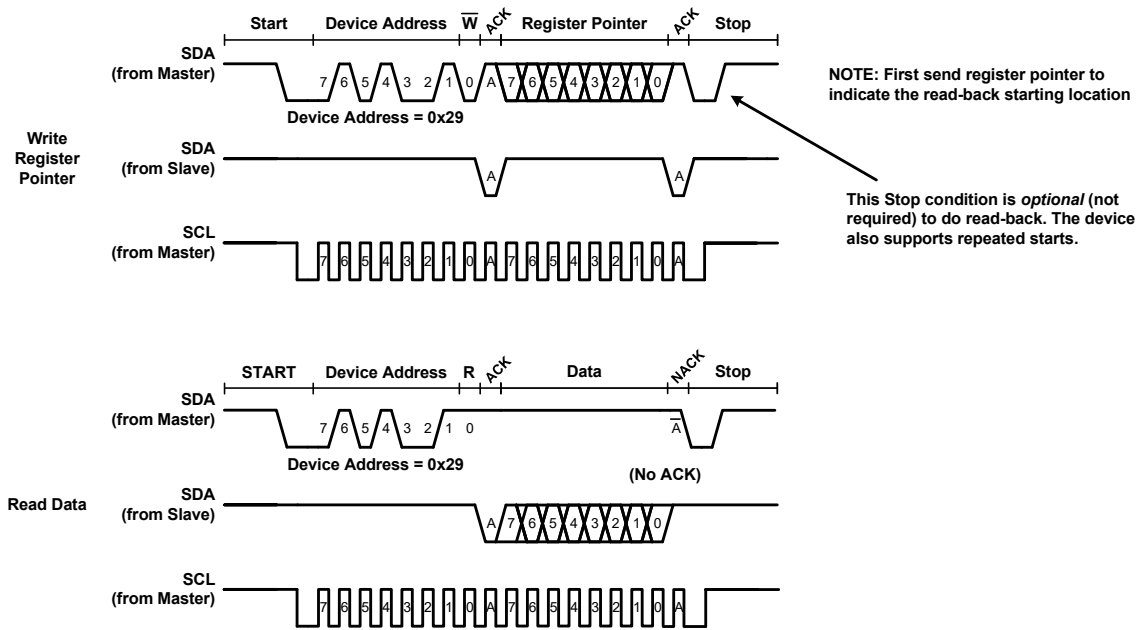 Start Device Address W̅ ACK Register Pointer ACK Stop
SDA
(from Master)
7 6 5 4 3 2 1 0 A 7 6 5 4 3 2 1 0 A
Device Address = 0x29
NOTE: First send register pointer to
indicate the read-back starting location
Write
Register
Pointer
SDA
(from Slave)
A A
This Stop condition is optional (not
required) to do read-back. The device
also supports repeated starts.
SCL
(from Master)
7 6 5 4 3 2 1 0 A 7 6 5 4 3 2 1 0 A
START Device Address R ACK Data NACK Stop
SDA
(from Master)
7 6 5 4 3 2 1 0 A̅
Device Address = 0x29
(No ACK)
Read Data
SDA
(from Slave)
A 7 6 5 4 3 2 1 0
SCL
(from Master)
7 6 5 4 3 2 1 0 A 7 6 5 4 3 2 1 0 A